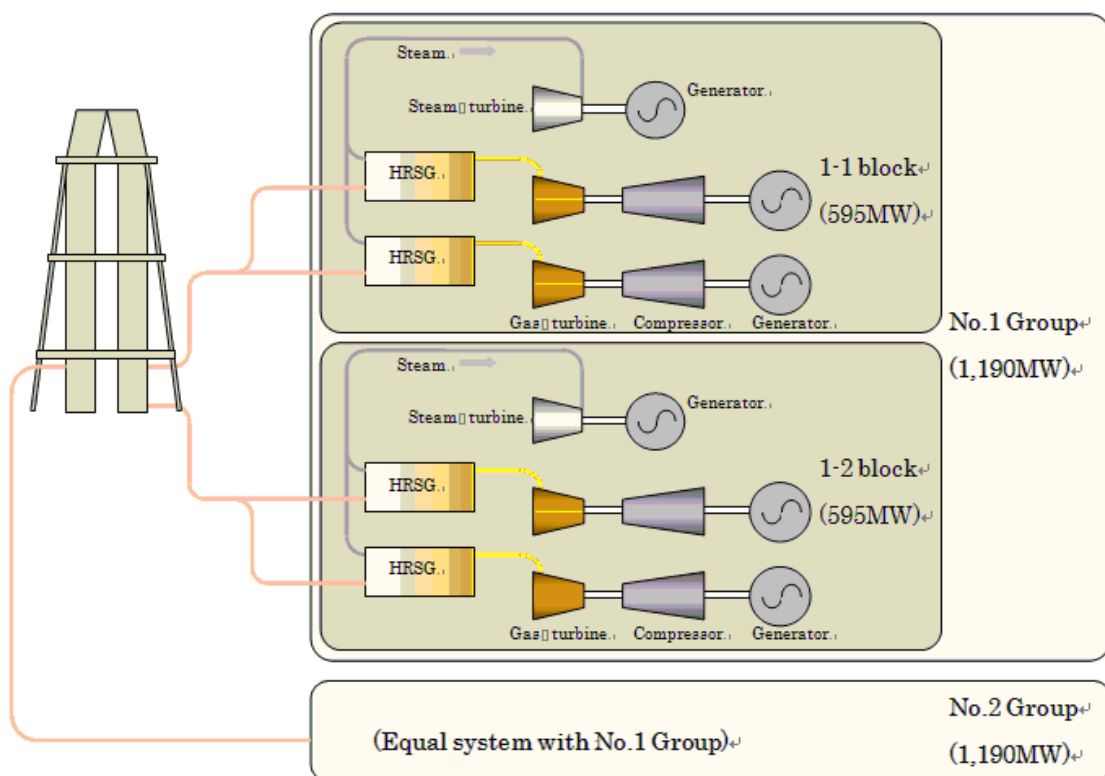 Steam
Steam turbine
Generator
HRSG
1-1 block
(595MW)
HRSG
Gas turbine
Compressor
Generator
No.1 Group
(1,190MW)
Steam
Steam turbine
Generator
HRSG
1-2 block
(595MW)
HRSG
Gas turbine
Compressor
Generator
No.2 Group
(Equal system with No.1 Group)
(1,190MW)